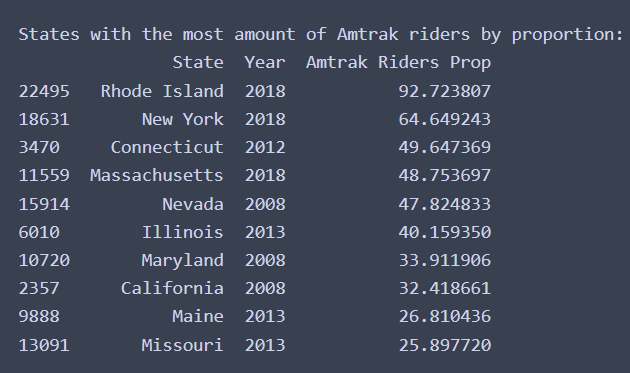 States with the most amount of Amtrak riders by proportion:
State Year Amtrak Riders Prop
22495 Rhode Island 2018 92.723807
18631 New York 2018 64.649243
3470 Connecticut 2012 49.647369
11559 Massachusetts 2018 48.753697
15914 Nevada 2008 47.824833
6010 Illinois 2013 40.159350
10720 Maryland 2008 33.911906
2357 California 2008 32.418661
9888 Maine 2013 26.810436
13091 Missouri 2013 25.897720